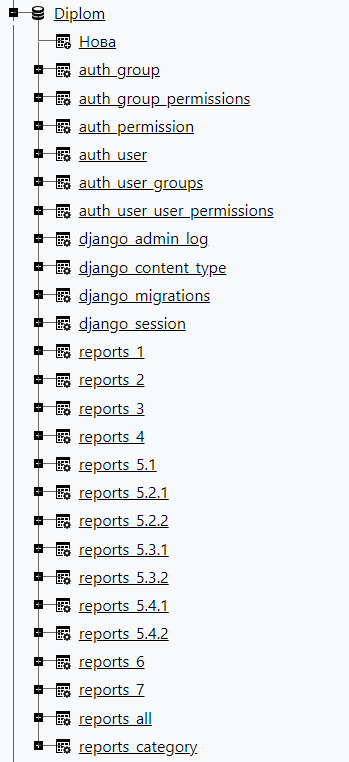 Diplom
Нова
auth_group
auth_group_permissions
auth_permission
auth_user
auth_user_groups
auth_user_user_permissions
django_admin_log
django_content_type
django_migrations
django_session
reports_1
reports_2
reports_3
reports_4
reports_5.1
reports_5.2.1
reports_5.2.2
reports_5.3.1
reports_5.3.2
reports_5.4.1
reports_5.4.2
reports_6
reports_7
reports_all
reports_category